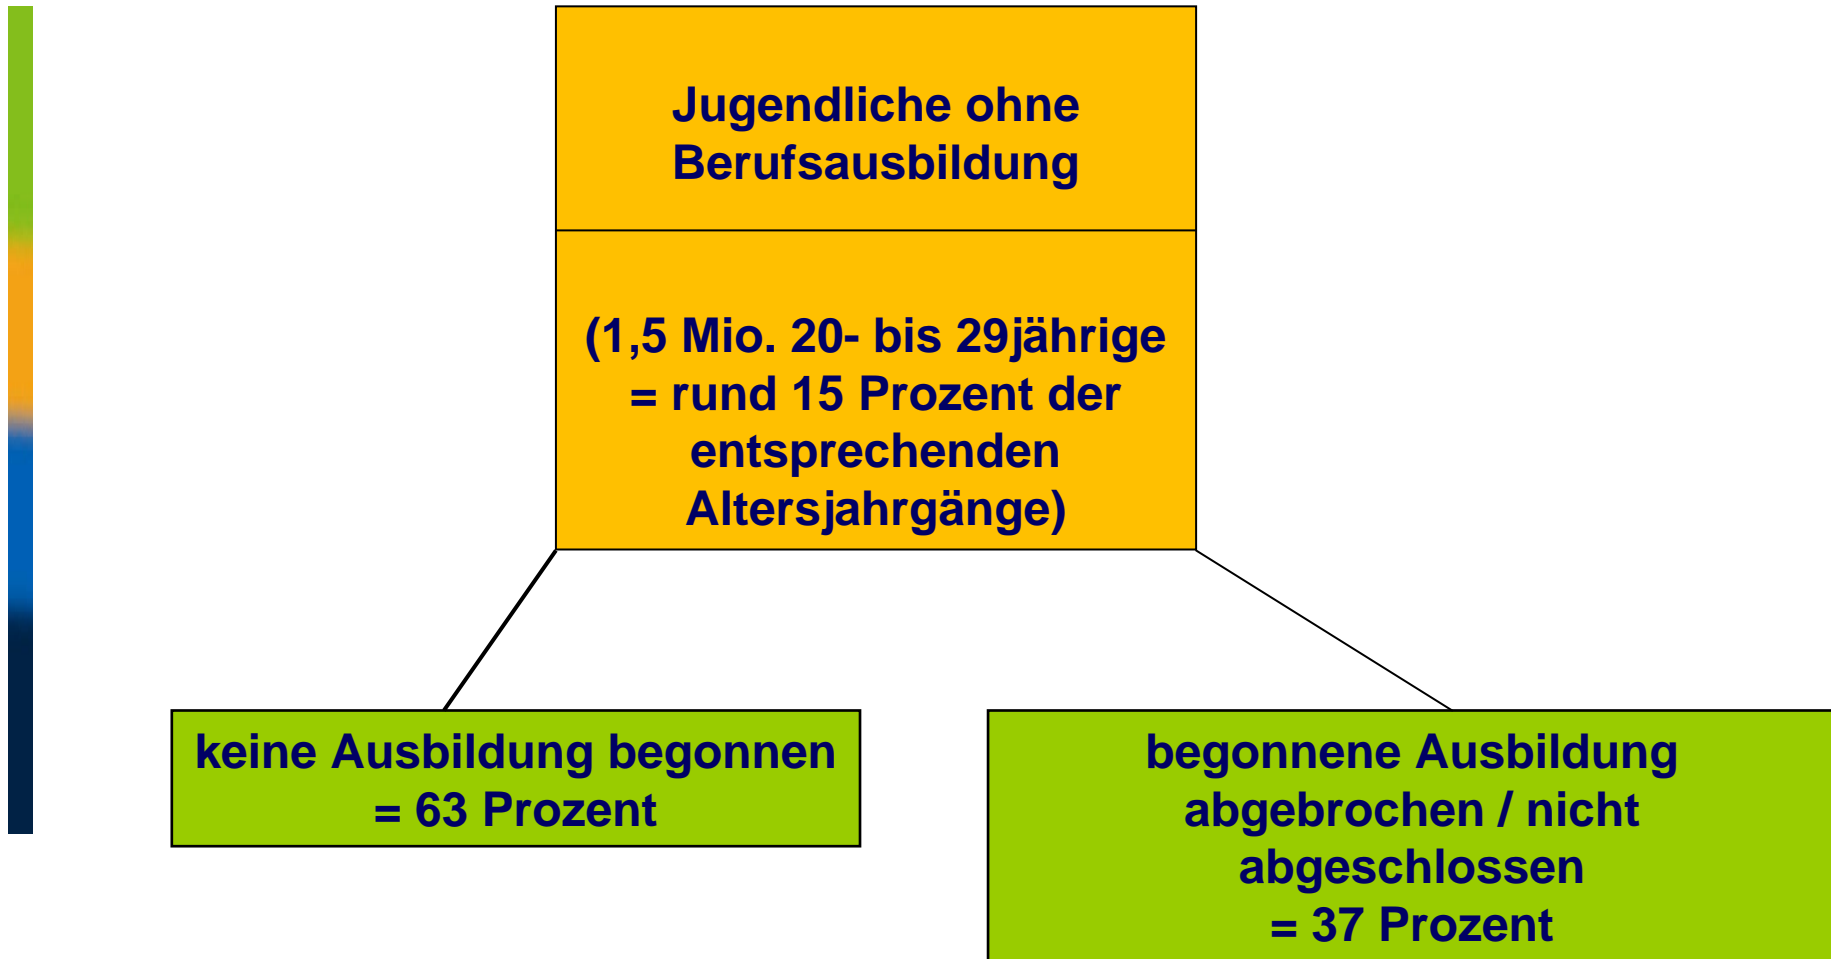 Jugendliche ohne
Berufsausbildung
(1,5 Mio. 20- bis 29jährige
= rund 15 Prozent der
entsprechenden
Altersjahrgänge)
keine Ausbildung begonnen
= 63 Prozent
begonnene Ausbildung
abgebrochen / nicht
abgeschlossen
= 37 Prozent